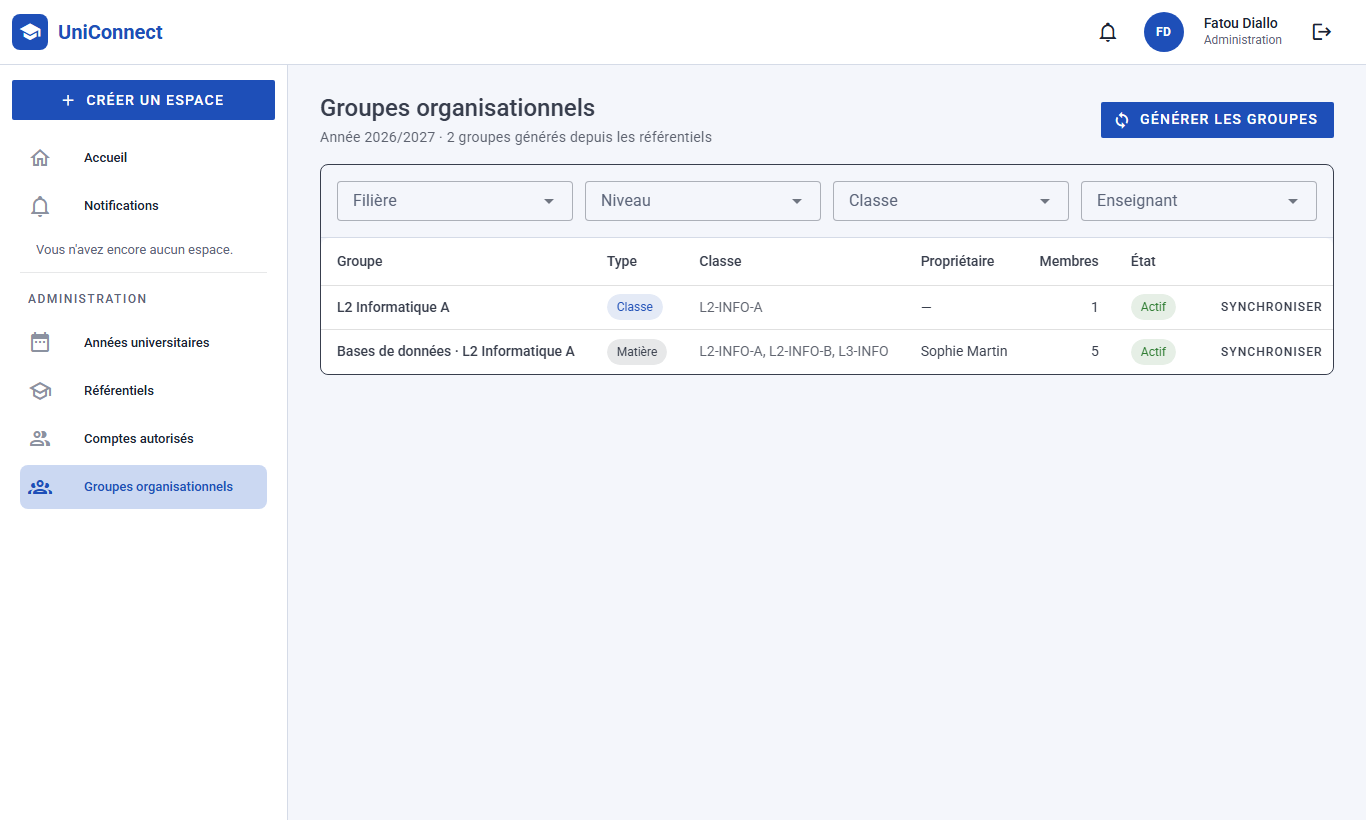 UniConnect
FD
Fatou Diallo
Administration
CRÉER UN ESPACE
Accueil
Notifications
Vous n'avez encore aucun espace.
ADMINISTRATION
Années universitaires
Référentiels
Comptes autorisés
Groupes organisationnels
Groupes organisationnels
Année 2026/2027 · 2 groupes générés depuis les référentiels
GÉNÉRER LES GROUPES
Filière Niveau Classe Enseignant
Groupe Type Classe Propriétaire Membres État
L2 Informatique A Classe L2-INFO-A — 1 Actif SYNCHRONISER
Bases de données · L2 Informatique A Matière L2-INFO-A, L2-INFO-B, L3-INFO Sophie Martin 5 Actif SYNCHRONISER